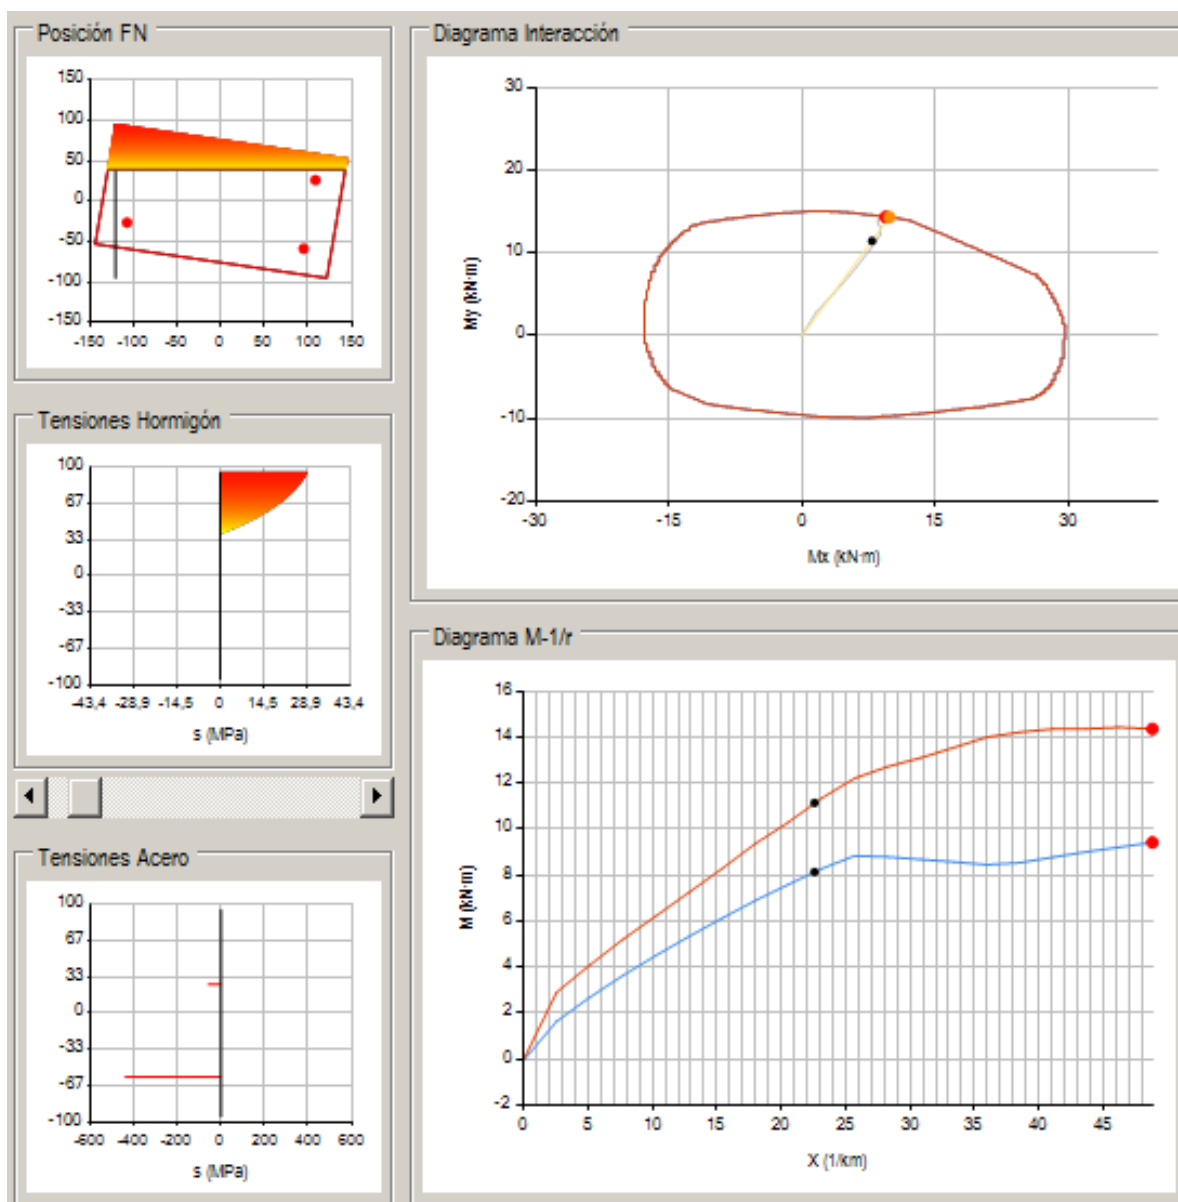 Posición FN
150
100
50
0
-50
-100
-150
-150 -100 -50 0 50 100 150
Diagrama Interacción
30
20
10
0
-10
-20
My (kN·m)
-30 -15 0 15 30
Mx (kN·m)
Tensiones Hormigón
100
67
33
0
-33
-67
-100
-43,4 -28,9 -14,5 0 14,5 28,9 43,4
s (MPa)
Diagrama M-1/r
16
14
12
10
8
6
4
2
0
-2
M (kN·m)
0 5 10 15 20 25 30 35 40 45
X (1/km)
Tensiones Acero
100
67
33
0
-33
-67
-100
-600 -400 -200 0 200 400 600
s (MPa)